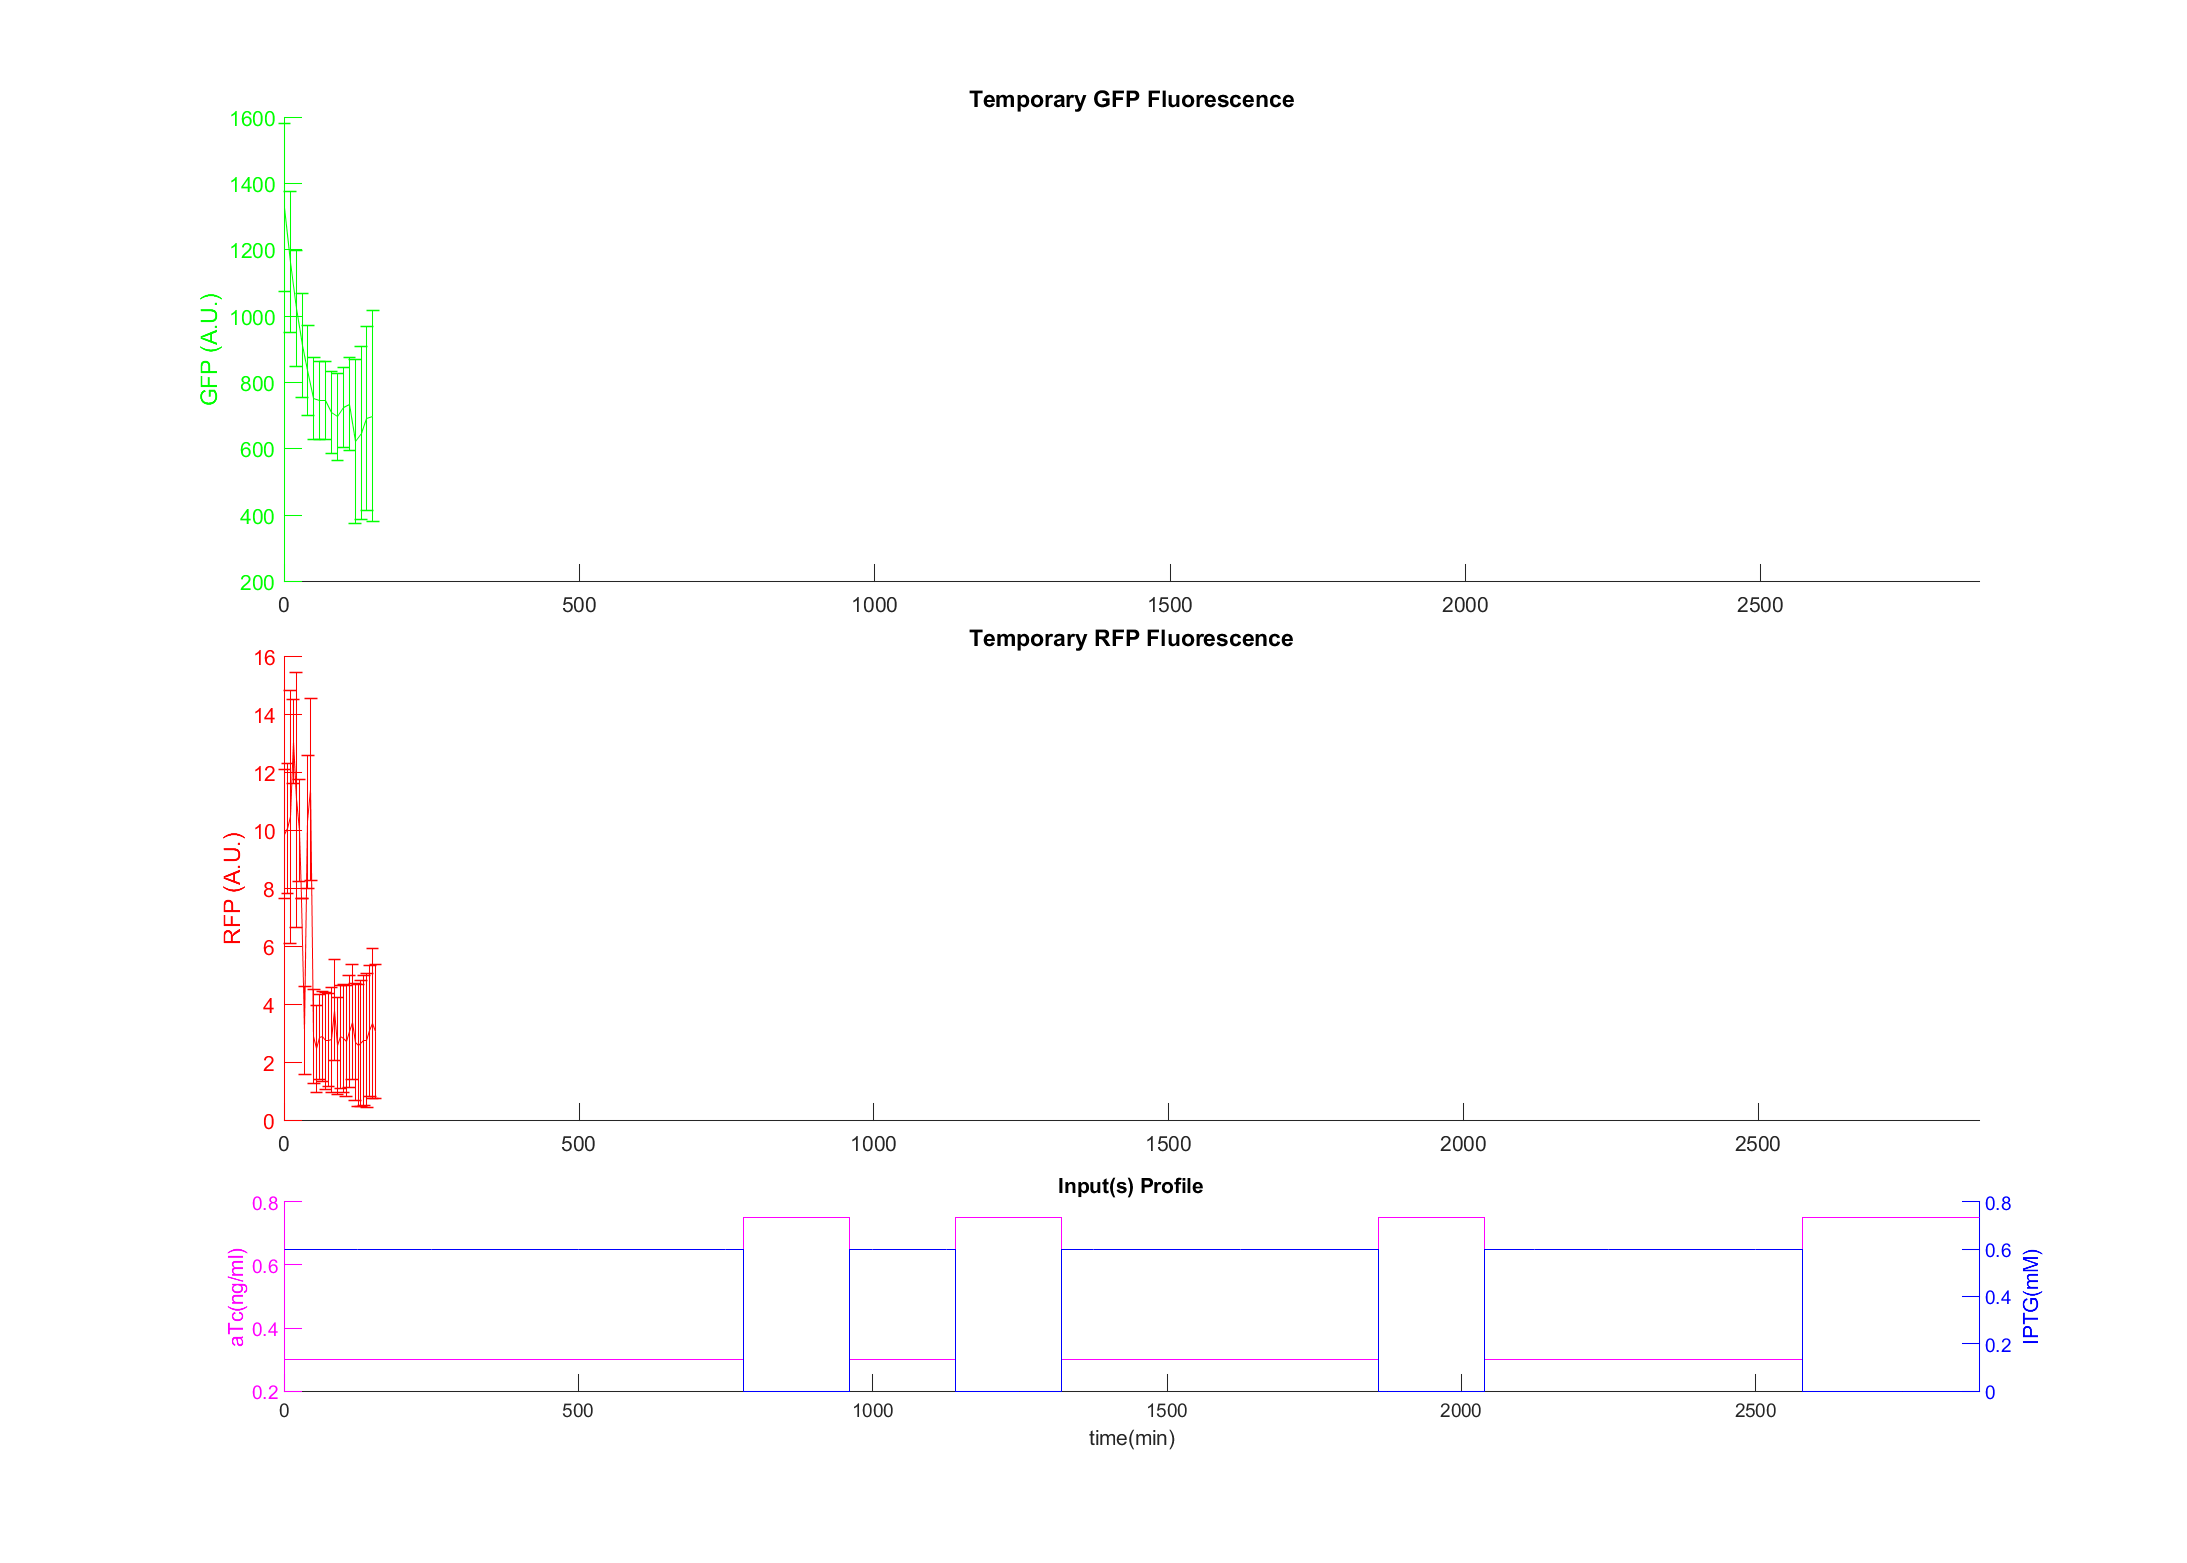 Temporary GFP Fluorescence
1600
1400
1200
1000
800
600
400
200
GFP (A.U.)
0 500 1000 1500 2000 2500
Temporary RFP Fluorescence
16
14
12
10
8
6
4
2
0
RFP (A.U.)
0 500 1000 1500 2000 2500
Input(s) Profile
0.8
0.6
0.4
0.2
aTc(ng/ml)
0.8
0.6
0.4
0.2
0
IPTG(mM)
0 500 1000 1500 2000 2500
time(min)